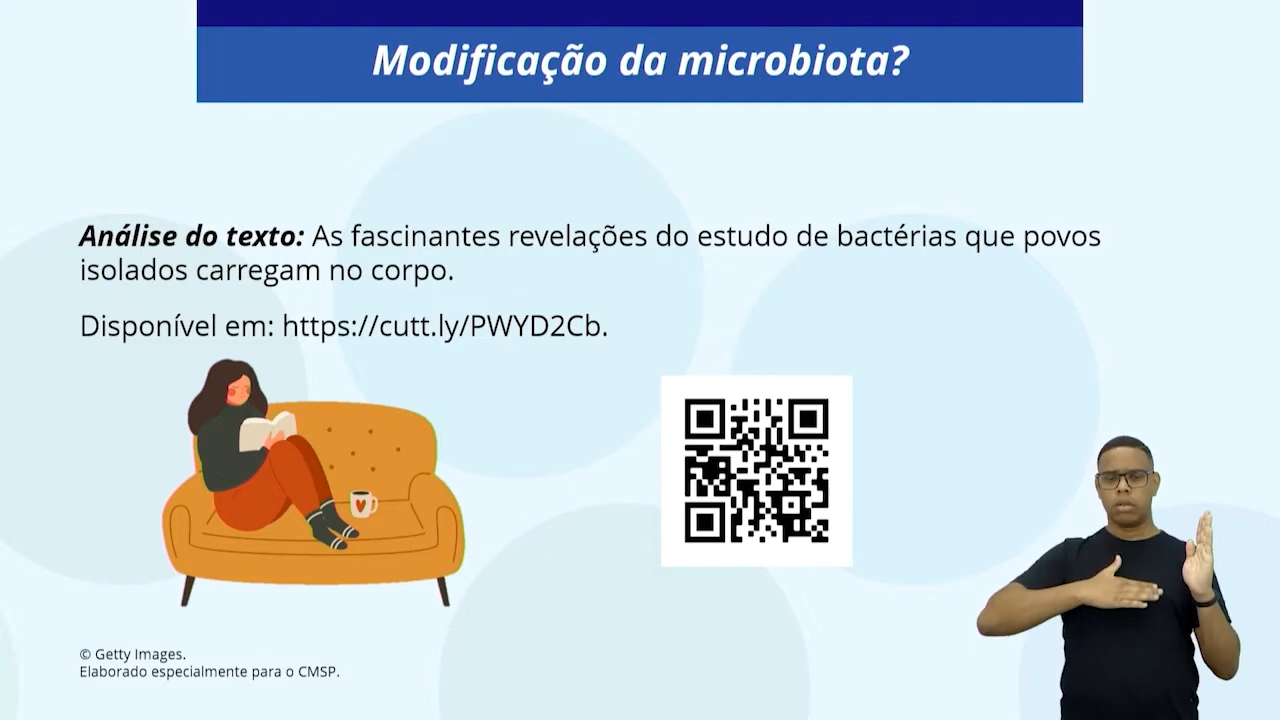 Modificação da microbiota?
Análise do texto: As fascinantes revelações do estudo de bactérias que povos
isolados carregam no corpo.
Disponível em: https://cutt.ly/PWYD2Cb.
© Getty Images.
Elaborado especialmente para o CMSP.